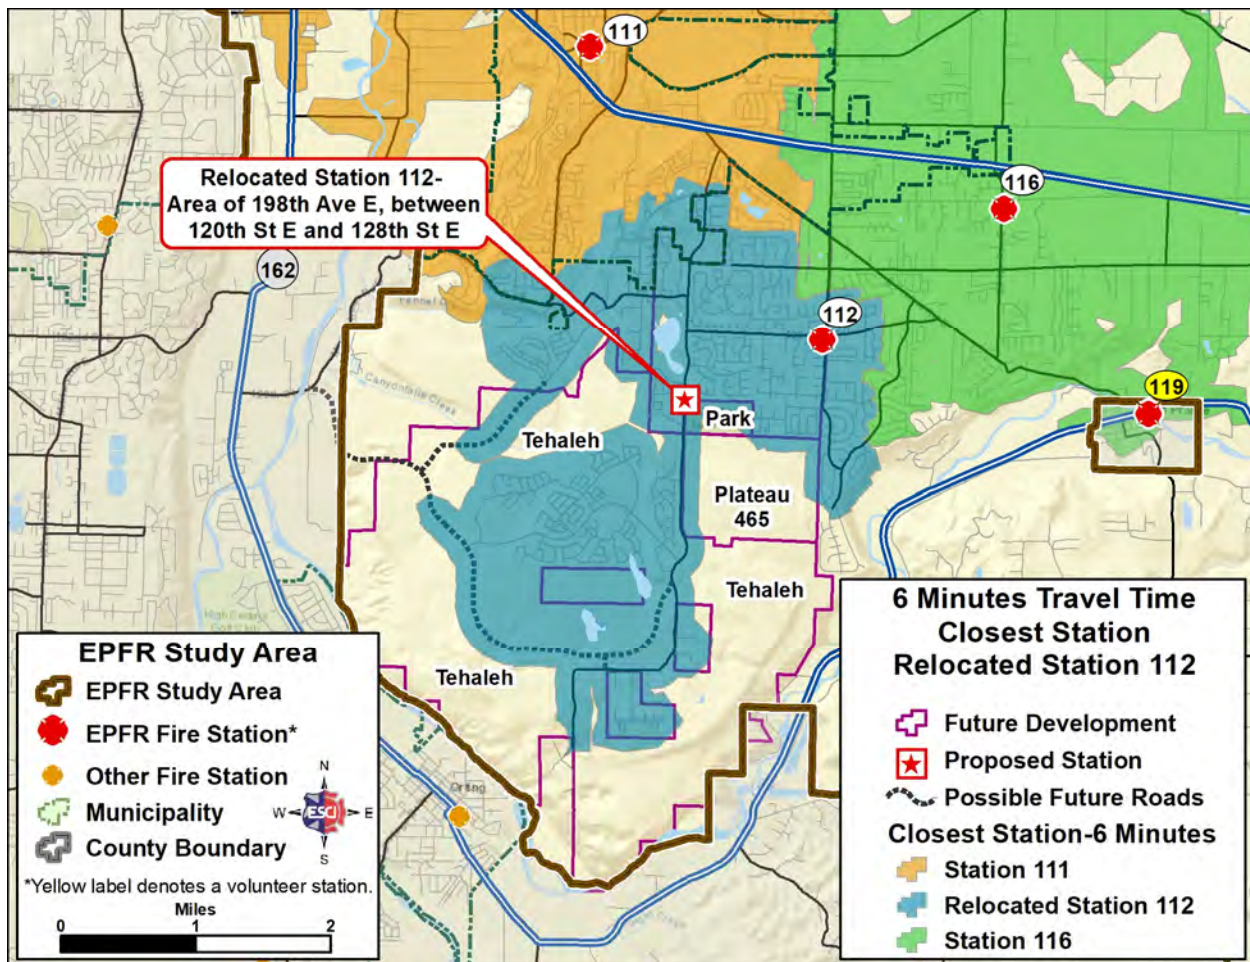 111
Relocated Station 112-
Area of 198th Ave E, between
120th St E and 128th St E
116
162
112
119
Canyonfalls Creek
Park
Tehaleh
Plateau
465
Tehaleh
Tehaleh
Orting
EPFR Study Area
EPFR Study Area
EPFR Fire Station*
Other Fire Station
Municipality
County Boundary
N
W
ESCI
E
S
*Yellow label denotes a volunteer station.
Miles
0 1 2
6 Minutes Travel Time
Closest Station
Relocated Station 112
Future Development
Proposed Station
Possible Future Roads
Closest Station-6 Minutes
Station 111
Relocated Station 112
Station 116